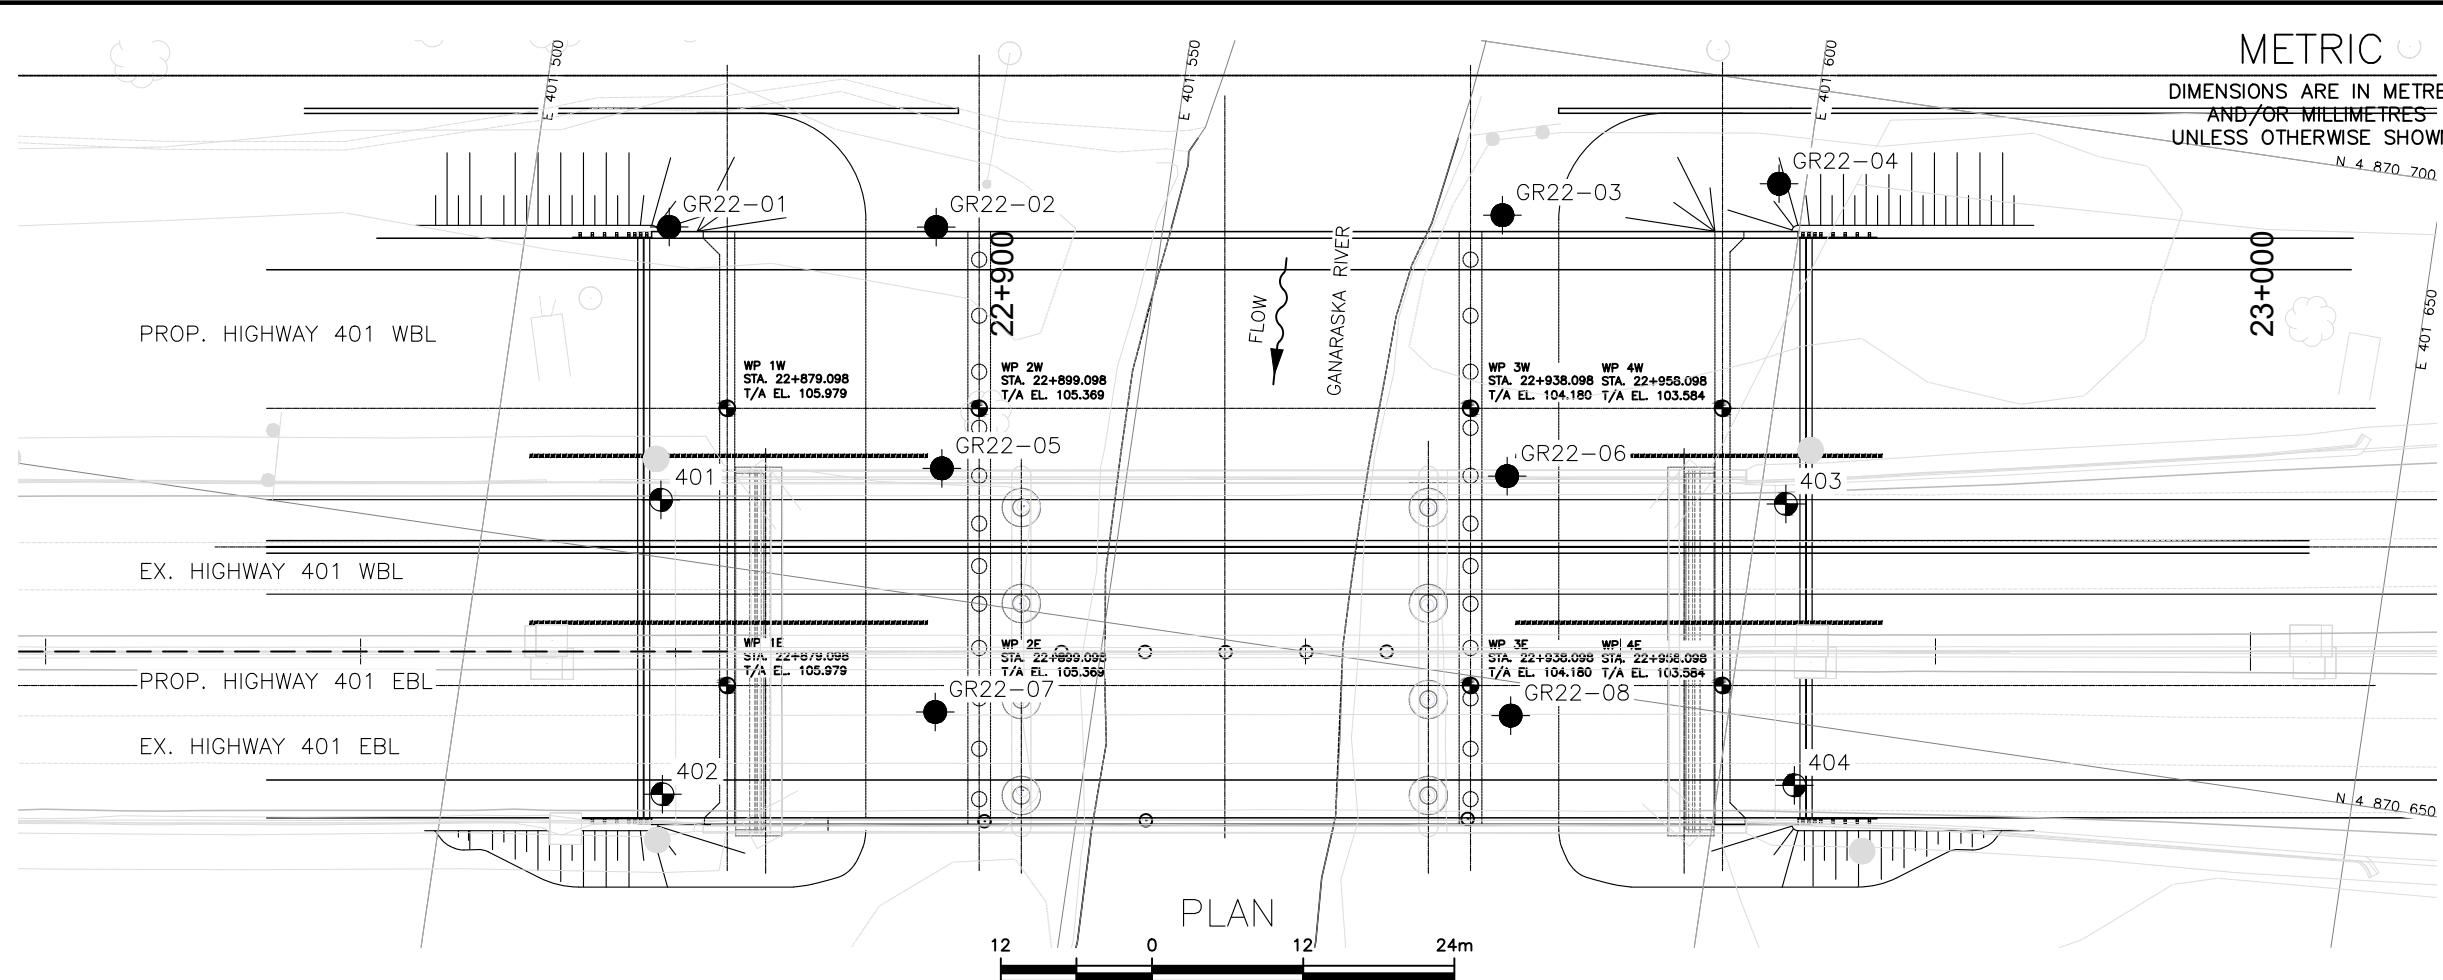 METRIC
DIMENSIONS ARE IN METRE
AND/OR MILLIMETRES
UNLESS OTHERWISE SHOWN
E 401 500
E 401 550
E 401 600
N 4 870 700
GR22-01
GR22-02
GR22-03
GR22-04
22+900
23+000
FLOW
GANARASKA RIVER
E 401 650
PROP. HIGHWAY 401 WBL
WP 1W
STA. 22+879.098
T/A EL. 105.979
WP 2W
STA. 22+899.098
T/A EL. 105.369
WP 3W
STA. 22+938.098
T/A EL. 104.180
WP 4W
STA. 22+958.098
T/A EL. 103.584
GR22-05
GR22-06
401
403
EX. HIGHWAY 401 WBL
WP 1E
STA. 22+879.098
T/A EL. 105.979
WP 2E
STA. 22+899.098
T/A EL. 105.369
WP 3E
STA. 22+938.098
T/A EL. 104.180
WP 4E
STA. 22+958.098
T/A EL. 103.584
PROP. HIGHWAY 401 EBL
GR22-07
GR22-08
EX. HIGHWAY 401 EBL
402
404
N 4 870 650
PLAN
12 0 12 24m